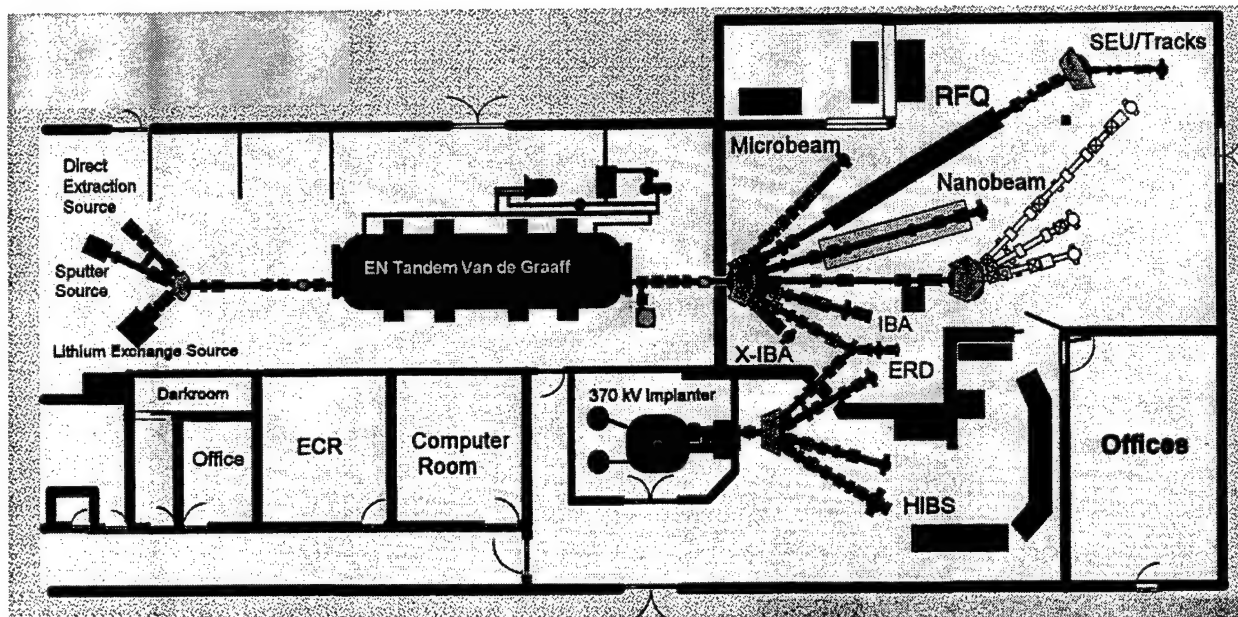 SEU/Tracks
RFQ
Microbeam
Nanobeam
Direct
Extraction
Source
EN Tandem Van de Graaff
Sputter
Source
IBA
X-IBA
Lithium Exchange Source
ERD
Darkroom
370 kV Implanter
ECR
Computer
Room
Office
Offices
HIBS